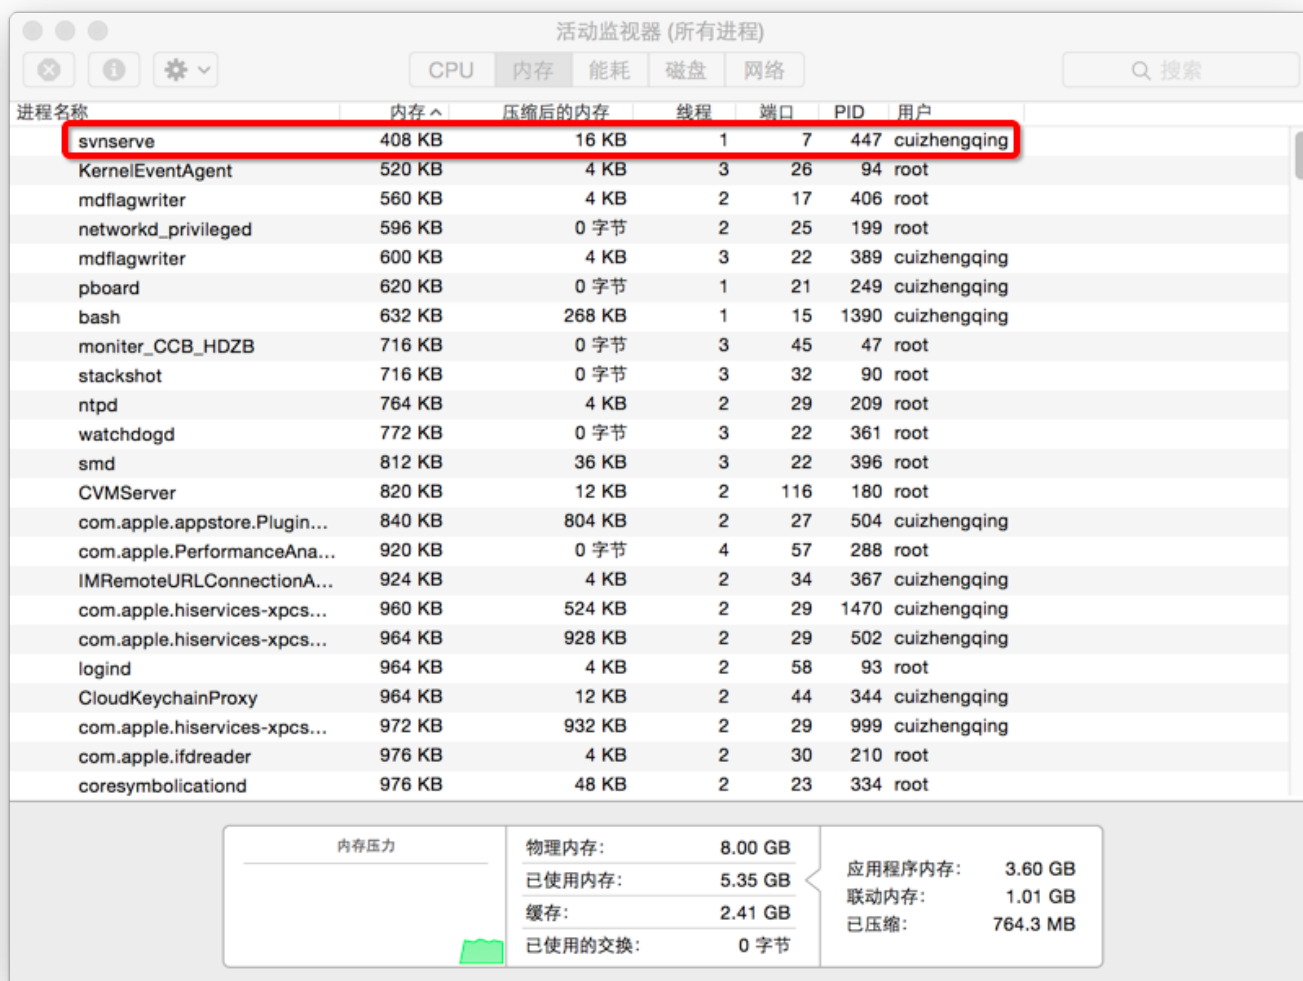 活动监视器 (所有进程)
CPU 内存 能耗 磁盘 网络 搜索
进程名称 内存 压缩后的内存 线程 端口 PID 用户
svnserve 408 KB 16 KB 1 7 447 cuizhengqing
KernelEventAgent 520 KB 4 KB 3 26 94 root
mdflagwriter 560 KB 4 KB 2 17 406 root
networkd_privileged 596 KB 0 字节 2 25 199 root
mdflagwriter 600 KB 4 KB 3 22 389 cuizhengqing
pboard 620 KB 0 字节 1 21 249 cuizhengqing
bash 632 KB 268 KB 1 15 1390 cuizhengqing
moniter_CCB_HDZB 716 KB 0 字节 3 45 47 root
stackshot 716 KB 0 字节 3 32 90 root
ntpd 764 KB 4 KB 2 29 209 root
watchdogd 772 KB 0 字节 3 22 361 root
smd 812 KB 36 KB 3 22 396 root
CVMServer 820 KB 12 KB 2 116 180 root
com.apple.appstore.Plugin... 840 KB 804 KB 2 27 504 cuizhengqing
com.apple.PerformanceAna... 920 KB 0 字节 4 57 288 root
IMRemoteURLConnectionA... 924 KB 4 KB 2 34 367 cuizhengqing
com.apple.hiservices-xpcs... 960 KB 524 KB 2 29 1470 cuizhengqing
com.apple.hiservices-xpcs... 964 KB 928 KB 2 29 502 cuizhengqing
logind 964 KB 4 KB 2 58 93 root
CloudKeychainProxy 964 KB 12 KB 2 44 344 cuizhengqing
com.apple.hiservices-xpcs... 972 KB 932 KB 2 29 999 cuizhengqing
com.apple.ifdreader 976 KB 4 KB 2 30 210 root
coresymbolicationd 976 KB 48 KB 2 23 334 root
内存压力
物理内存: 8.00 GB
已使用内存: 5.35 GB
缓存: 2.41 GB
已使用的交换: 0 字节
应用程序内存: 3.60 GB
联动内存: 1.01 GB
已压缩: 764.3 MB